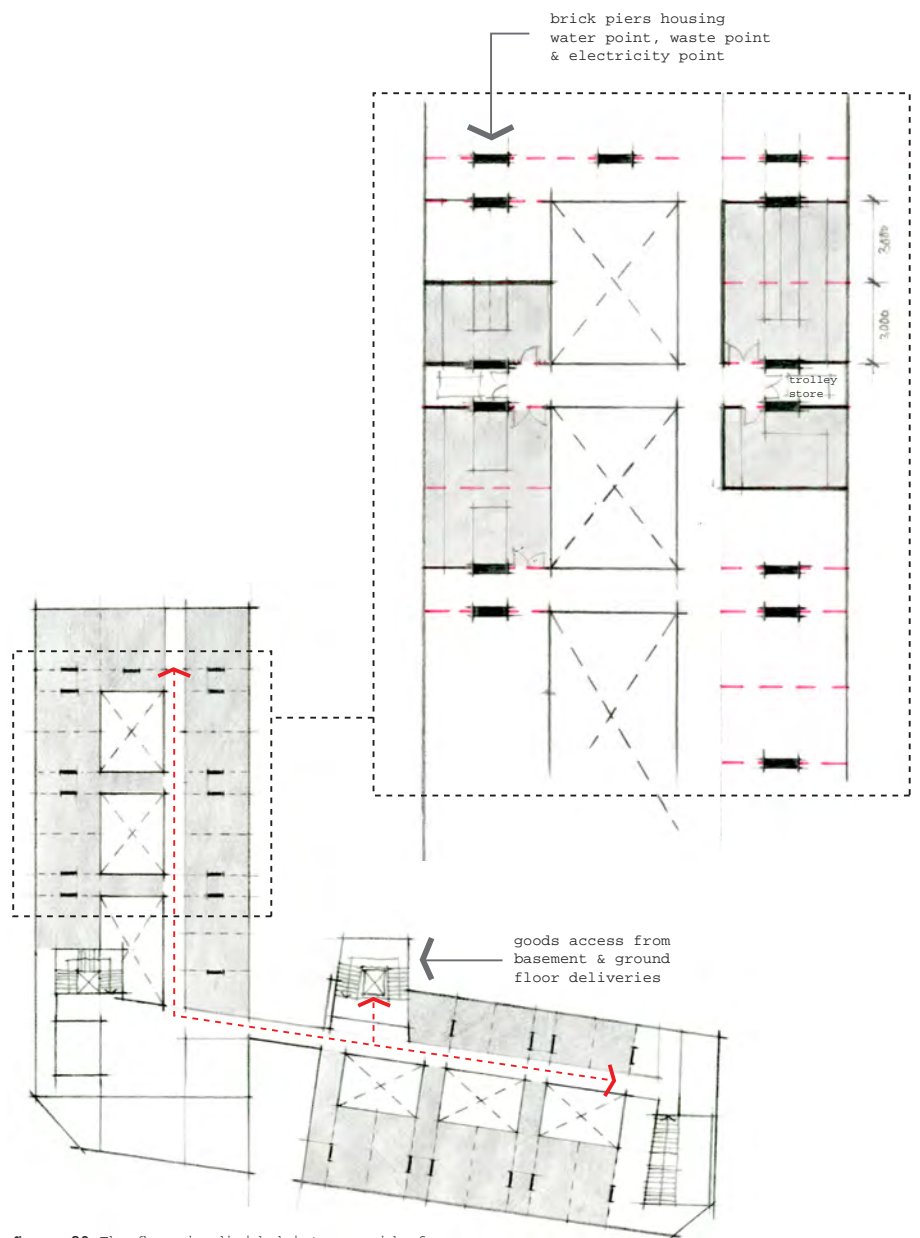 brick piers housing
water point, waste point
& electricity point
3,000
trolley
store
goods access from
basement & ground
floor deliveries